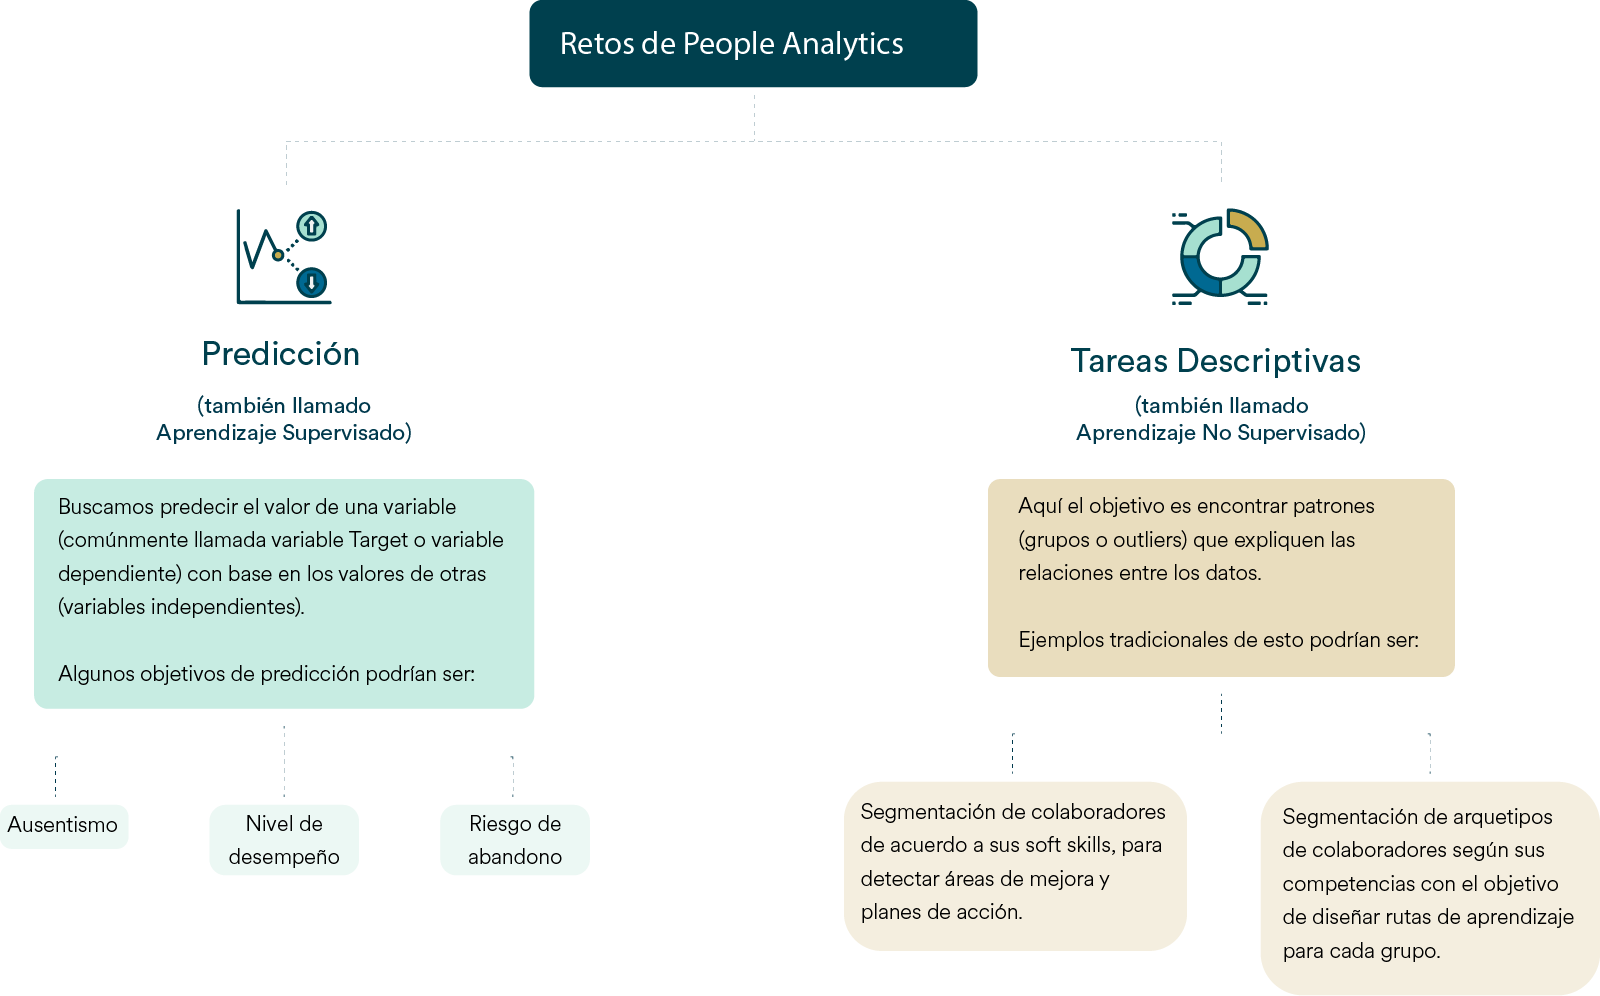 Retos de People Analytics
Predicción
(también llamado
Aprendizaje Supervisado)
Buscamos predecir el valor de una variable
(comúnmente llamada variable Target o variable
dependiente) con base en los valores de otras
(variables independientes).
Algunos objetivos de predicción podrían ser:
Ausentismo
Nivel de
desempeño
Riesgo de
abandono
Tareas Descriptivas
(también llamado
Aprendizaje No Supervisado)
Aquí el objetivo es encontrar patrones
(grupos o outliers) que expliquen las
relaciones entre los datos.
Ejemplos tradicionales de esto podrían ser:
Segmentación de colaboradores
de acuerdo a sus soft skills, para
detectar áreas de mejora y
planes de acción.
Segmentación de arquetipos
de colaboradores según sus
competencias con el objetivo
de diseñar rutas de aprendizaje
para cada grupo.